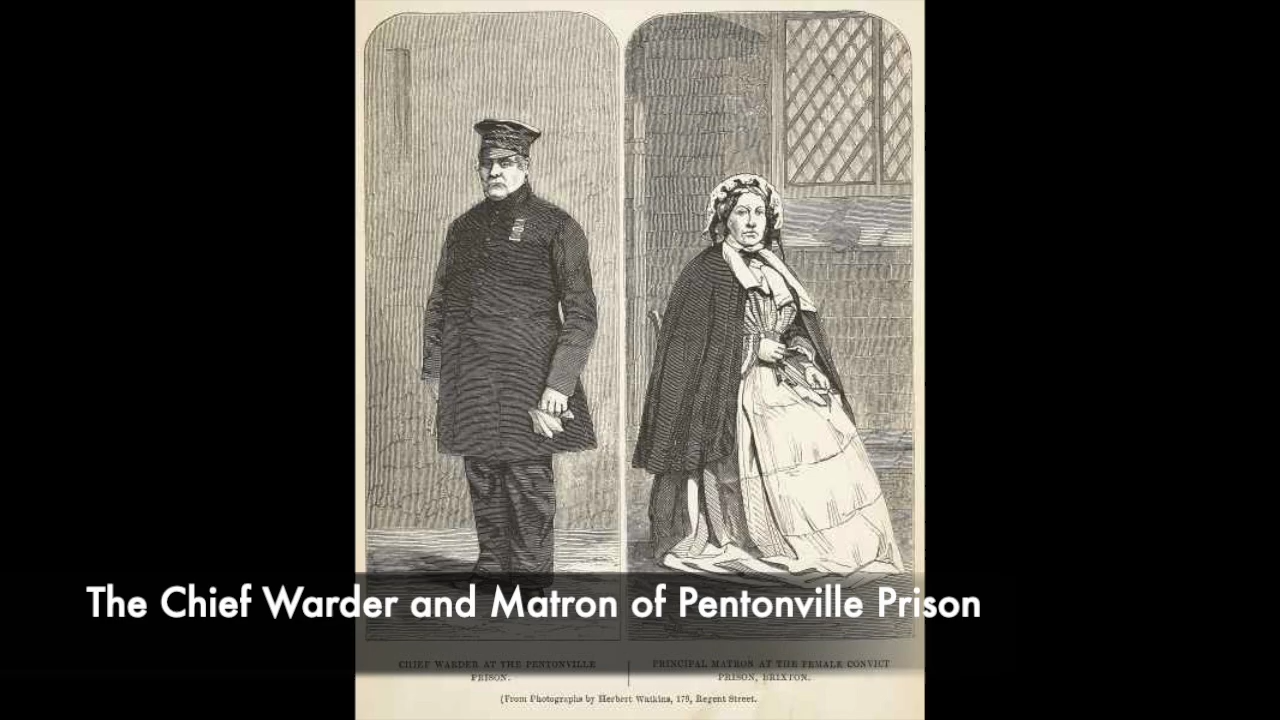 The Chief Warder and Matron of Pentonville Prison
CHIEF WARDER AT THE PENTONVILLE
PRISON.
PRINCIPAL MATRON AT THE FEMALE CONVICT
PRISON, BRIXTON.
(From Photographs by Herbert Watkins, 179, Regent Street.